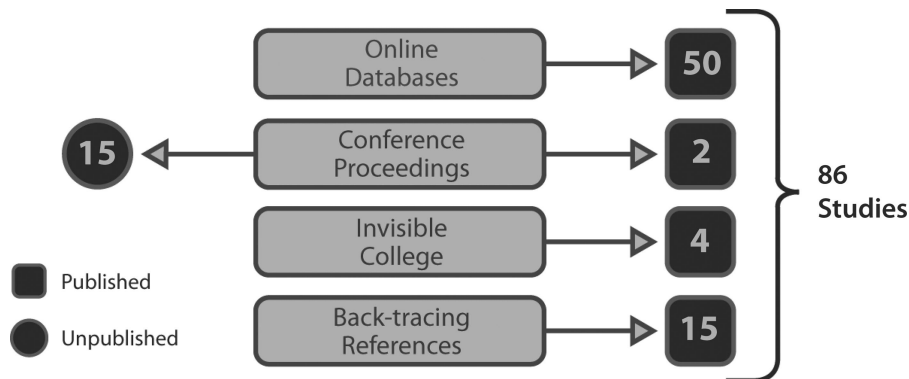 Online
Databases
50
15
Conference
Proceedings
2
86
Studies
Invisible
College
4
Published
Unpublished
Back-tracing
References
15